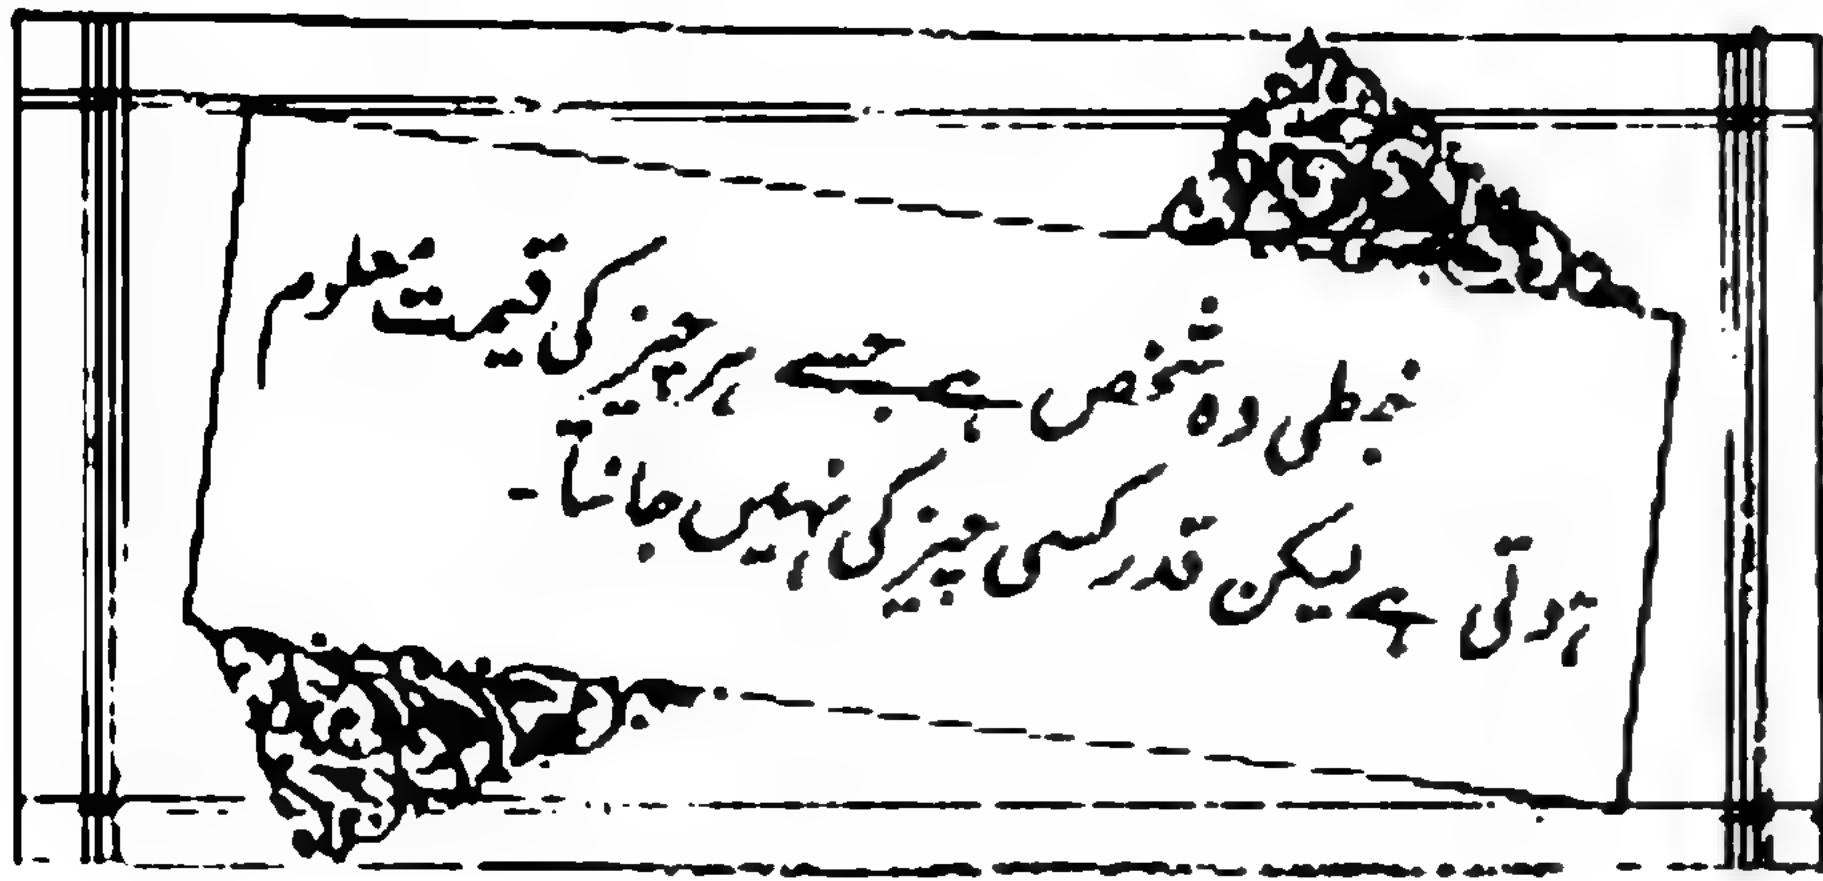 خبطی وہ شخص ہے جسے ہر چیز کی قیمت معلوم
ہوتی ہے لیکن قدر کسی چیز کی نہیں جانتا۔